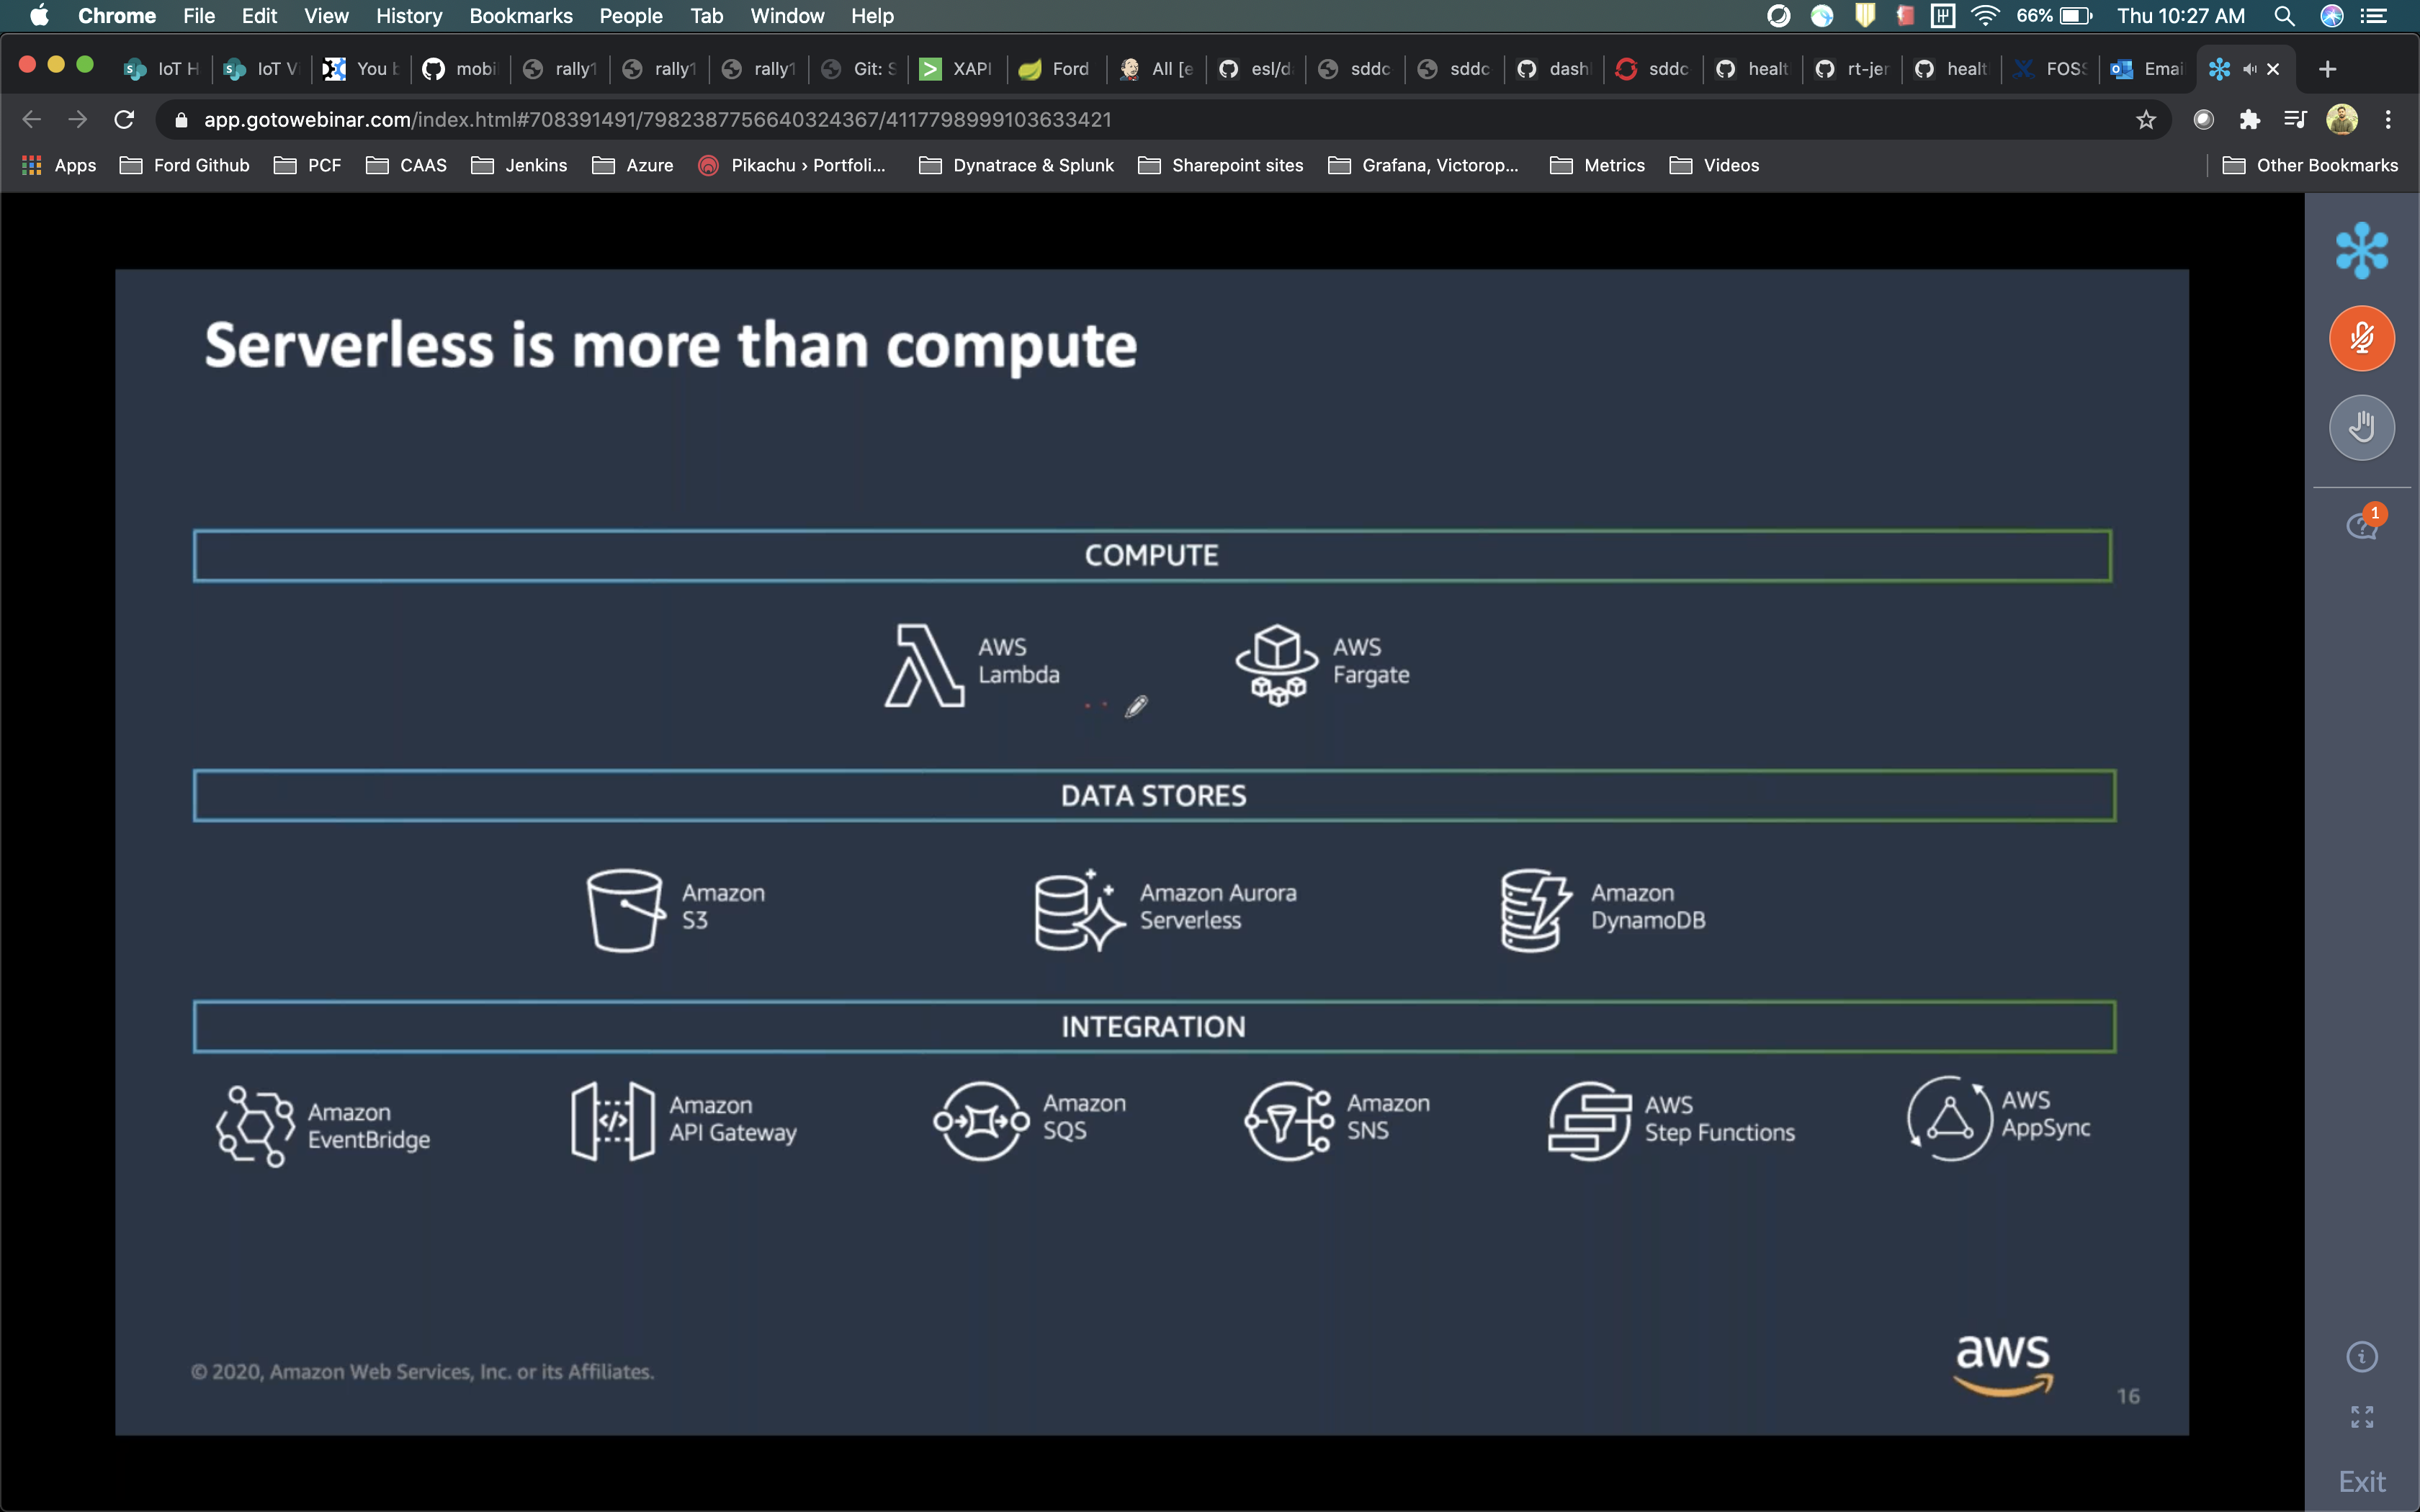 Chrome File Edit View History Bookmarks People Tab Window Help 66% Thu 10:27 AM
IoT H IoT V You b mobi rally1 rally1 rally1 Git: S XAPI Ford All [e esl/d sddc sddc dash sddc healt rt-jer healt FOSS Emai
app.gotowebinar.com/index.html#708391491/7982387756640324367/4117798999103633421
Apps Ford Github PCF CAAS Jenkins Azure Pikachu › Portfoli... Dynatrace & Splunk Sharepoint sites Grafana, Victorop... Metrics Videos Other Bookmarks
Serverless is more than compute
1
COMPUTE
AWS
Lambda
AWS
Fargate
DATA STORES
Amazon
S3
Amazon Aurora
Serverless
Amazon
DynamoDB
INTEGRATION
Amazon
EventBridge
Amazon
API Gateway
Amazon
SQS
Amazon
SNS
AWS
Step Functions
AWS
AppSync
© 2020, Amazon Web Services, Inc. or its Affiliates.
aws
16
Exit